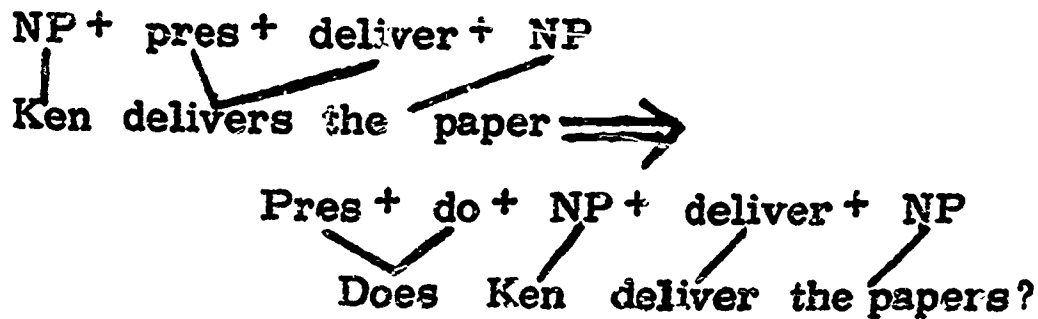 NP + pres + deliver + NP
Ken delivers the paper
Pres + do + NP + deliver + NP
Does Ken deliver the papers?